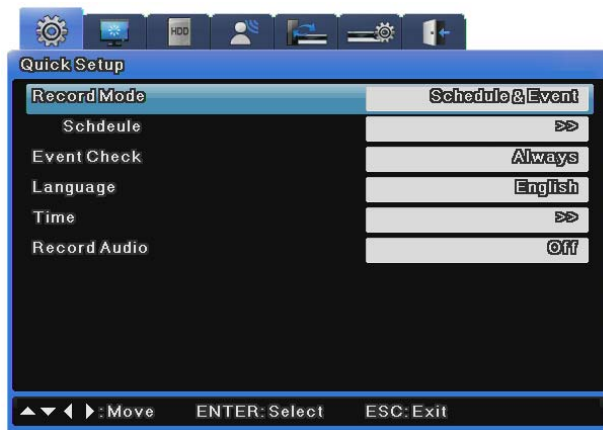 HDD
Quick Setup
Record Mode Schedule & Event
Schdeule >>
Event Check Always
Language English
Time >>
Record Audio Off
▲▼◀▶:Move ENTER:Select ESC:Exit